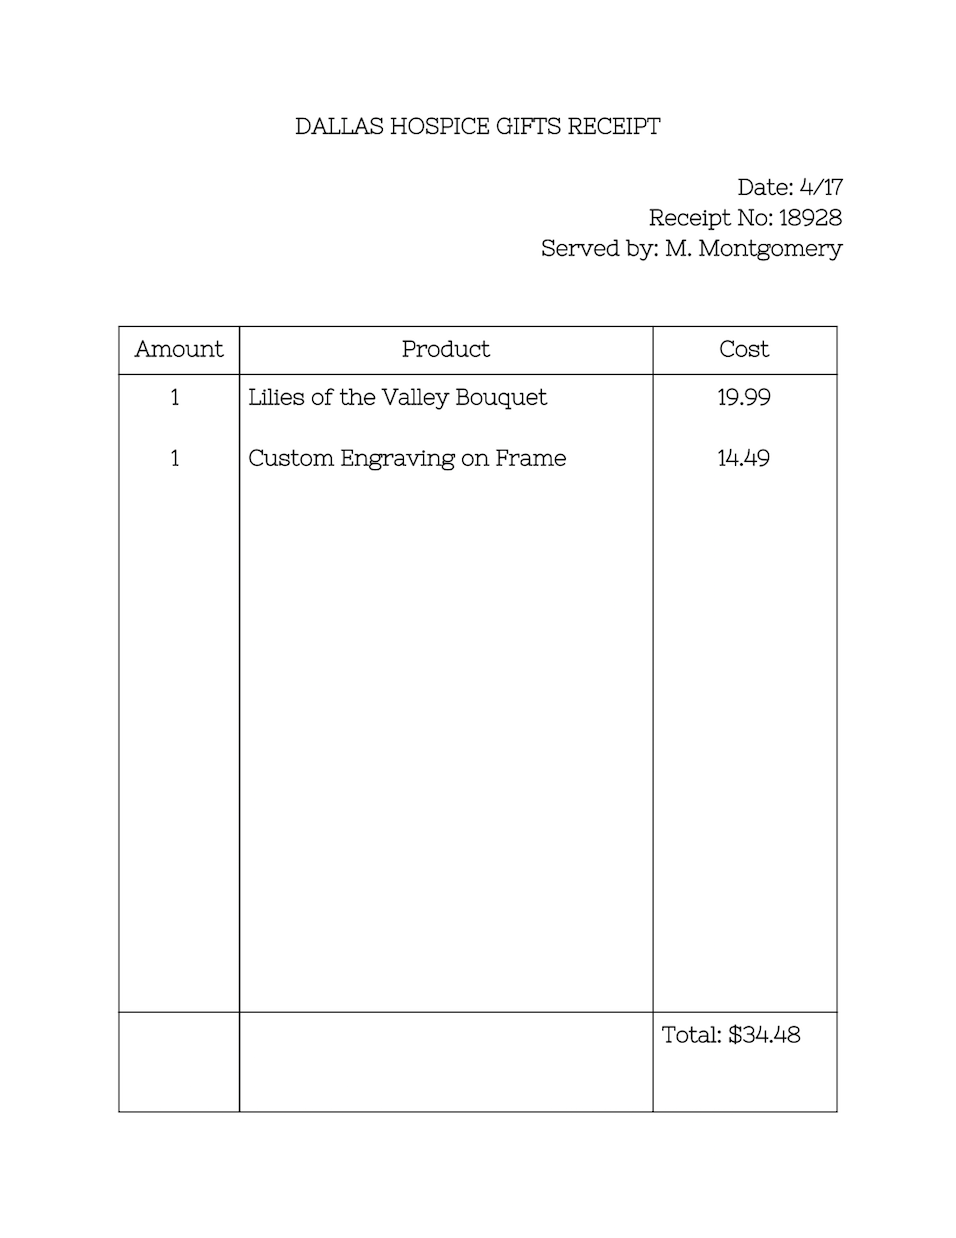 DALLAS HOSPICE GIFTS RECEIPT
Date: 4/17
Receipt No: 18928
Served by: M. Montgomery
Amount Product Cost
1 Lilies of the Valley Bouquet 19.99
1 Custom Engraving on Frame 14.49
Total: $34.48